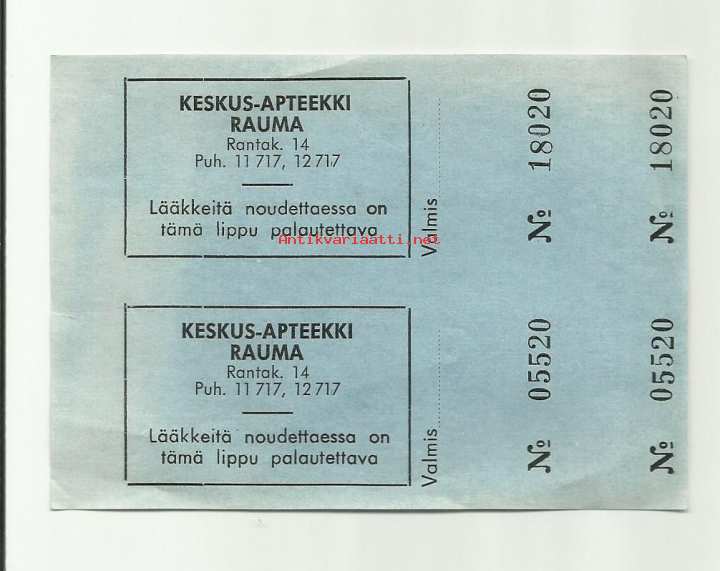 KESKUS-APTEEKKI
RAUMA
Rantak. 14
Puh. 11 717, 12 717
Lääkkeitä noudettaessa on
tämä lippu palautettava
Valmis
№ 18020
№ 18020
Antikvariaatti.net
KESKUS-APTEEKKI
RAUMA
Rantak. 14
Puh. 11 717, 12 717
Lääkkeitä noudettaessa on
tämä lippu palautettava
Valmis
№ 05520
№ 05520